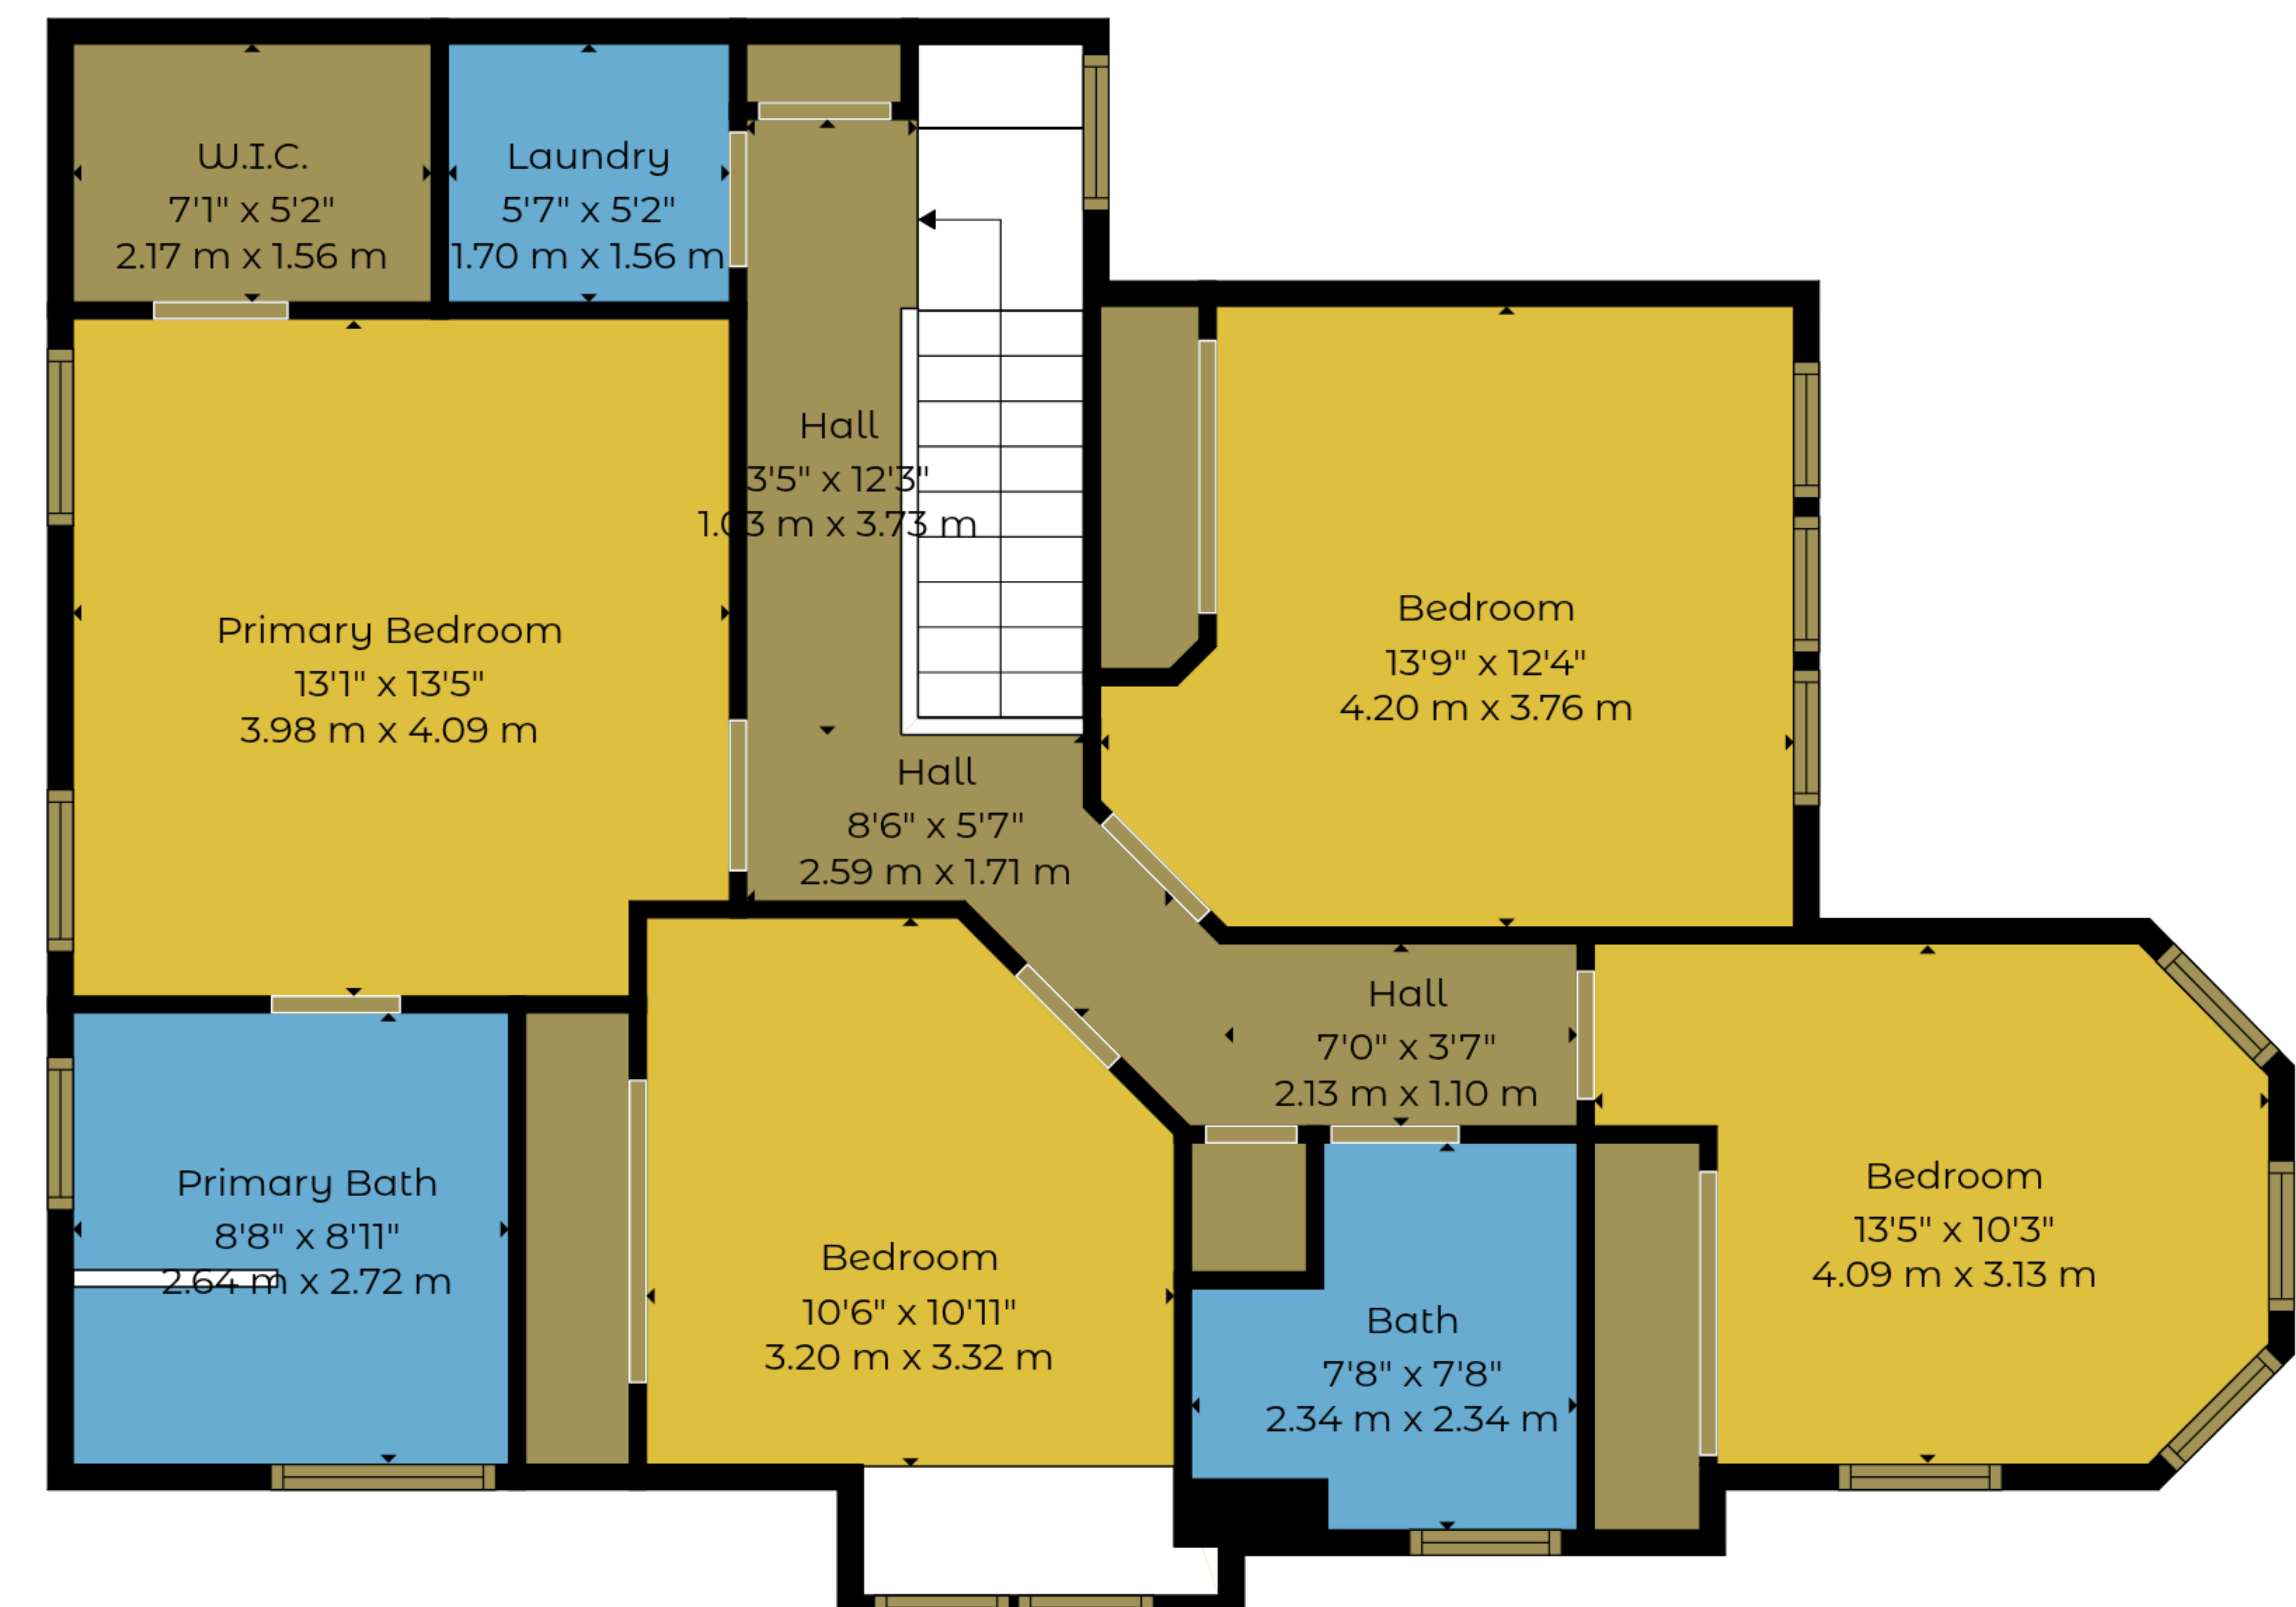 W.I.C.
7'1" x 5'2"
2.17 m x 1.56 m
Laundry
5'7" x 5'2"
1.70 m x 1.56 m
Hall
3'5" x 12'3"
1.03 m x 3.73 m
Primary Bedroom
13'1" x 13'5"
3.98 m x 4.09 m
Bedroom
13'9" x 12'4"
4.20 m x 3.76 m
Hall
8'6" x 5'7"
2.59 m x 1.71 m
Hall
7'0" x 3'7"
2.13 m x 1.10 m
Primary Bath
8'8" x 8'11"
2.64 m x 2.72 m
Bedroom
10'6" x 10'11"
3.20 m x 3.32 m
Bath
7'8" x 7'8"
2.34 m x 2.34 m
Bedroom
13'5" x 10'3"
4.09 m x 3.13 m